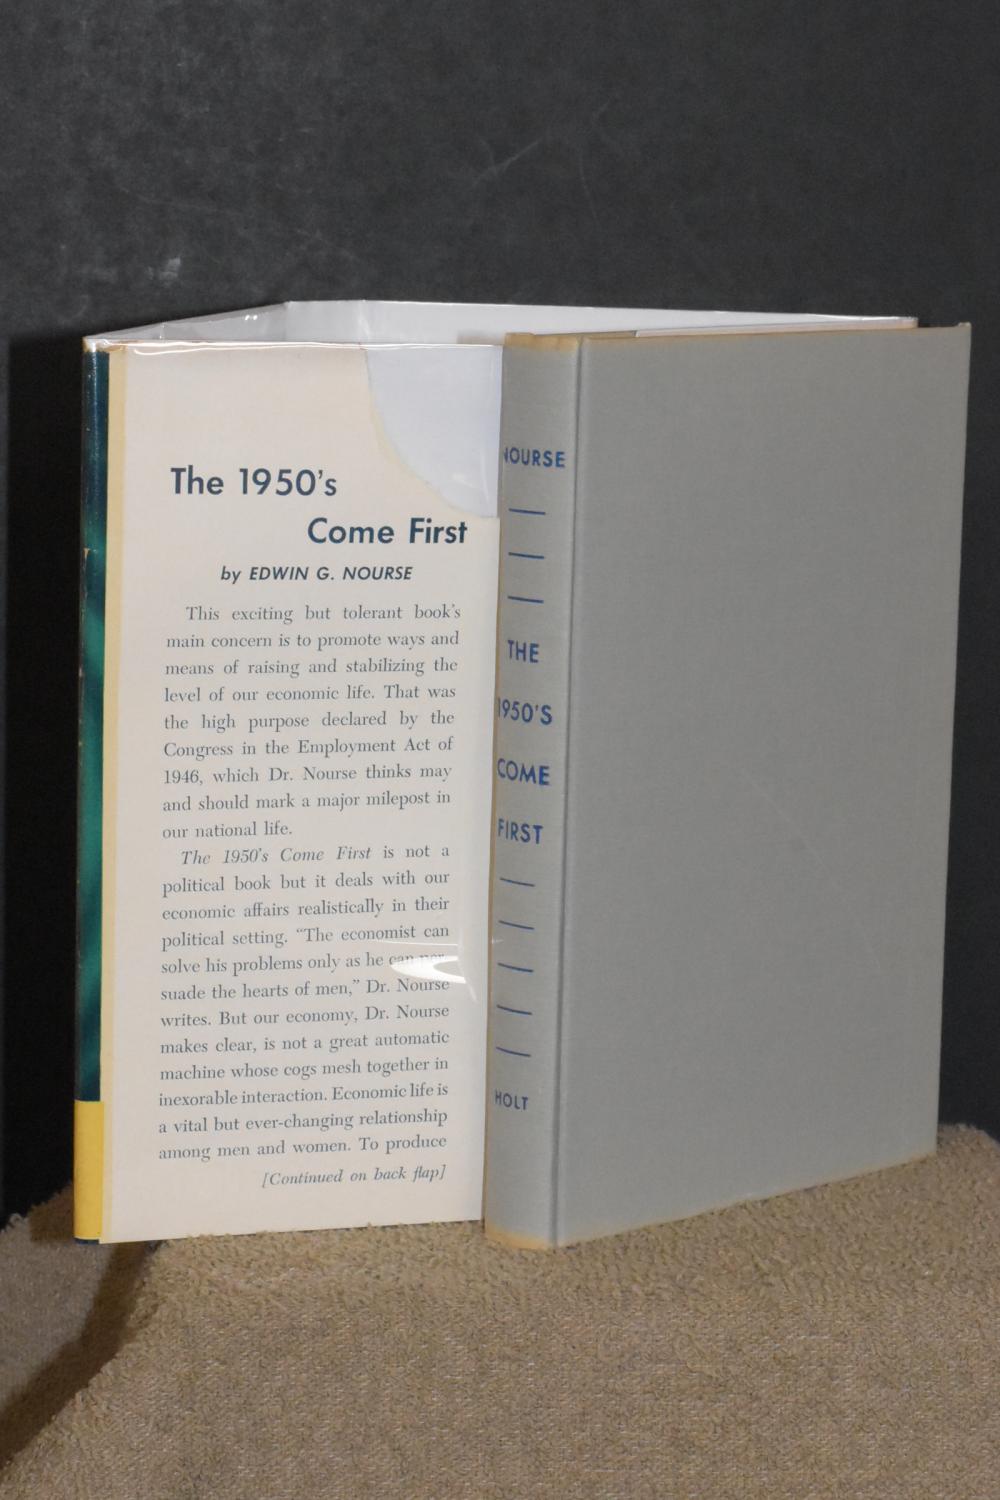 The 1950's
Come First
by EDWIN G. NOURSE
This exciting but tolerant book's
main concern is to promote ways and
means of raising and stabilizing the
level of our economic life. That was
the high purpose declared by the
Congress in the Employment Act of
1946, which Dr. Nourse thinks may
and should mark a major milepost in
our national life.
The 1950's Come First is not a
political book but it deals with our
economic affairs realistically in their
political setting. “The economist can
solve his problems only as he can per-
suade the hearts of men,” Dr. Nourse
writes. But our economy, Dr. Nourse
makes clear, is not a great automatic
machine whose cogs mesh together in
inexorable interaction. Economic life is
a vital but ever-changing relationship
among men and women. To produce
[Continued on back flap]
NOURSE
THE
1950'S
COME
FIRST
HOLT